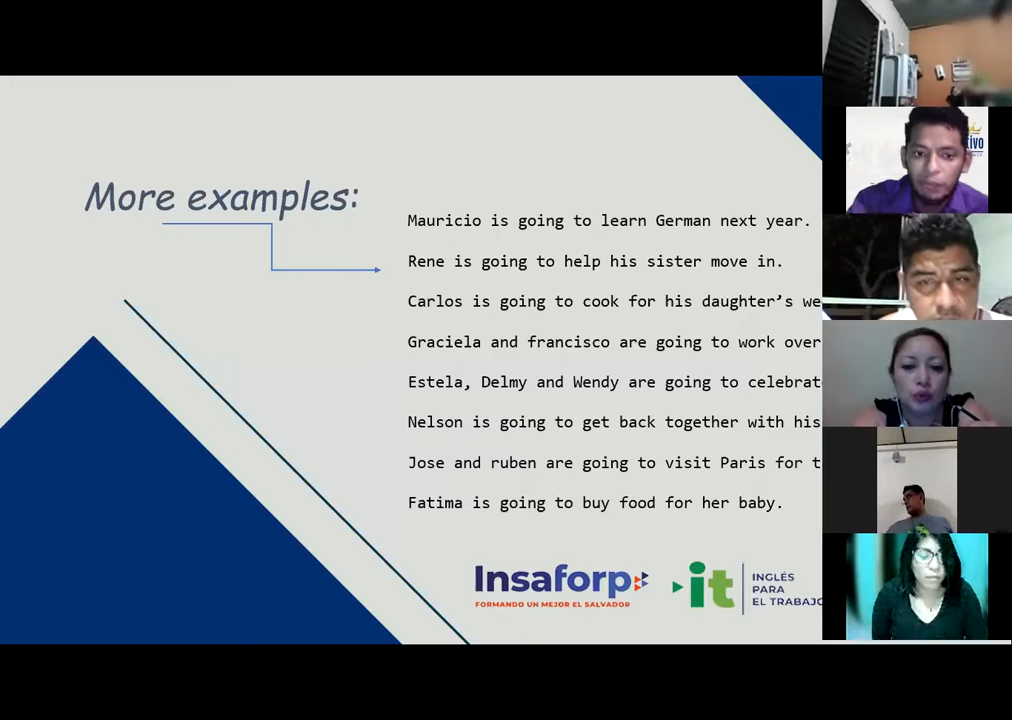 More examples:
Mauricio is going to learn German next year.
Rene is going to help his sister move in.
Carlos is going to cook for his daughter’s we
Graciela and francisco are going to work over
Estela, Delmy and Wendy are going to celebrat
Nelson is going to get back together with his
Jose and ruben are going to visit Paris for t
Fatima is going to buy food for her baby.
Insaforp
FORMANDO UN MEJOR EL SALVADOR
it
INGLÉS
PARA
EL TRABAJO